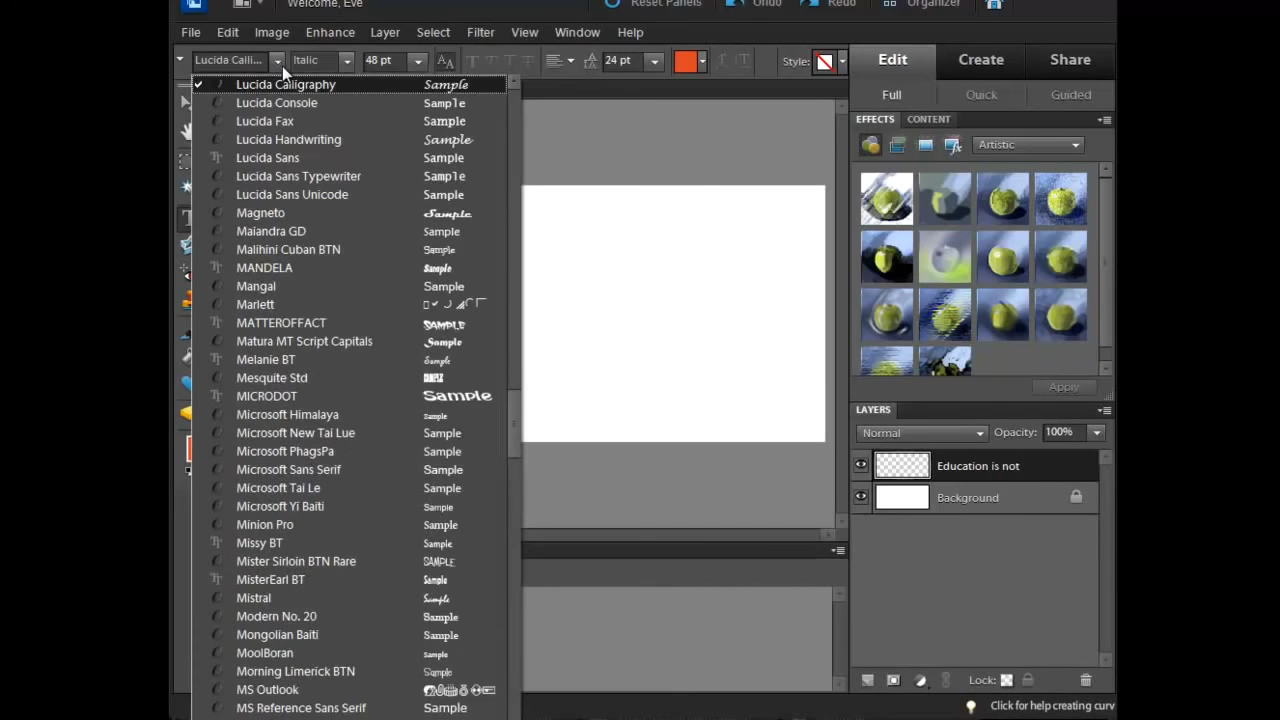 Welcome, Eve
Reset Panels
Undo
Redo
Organizer
File Edit Image Enhance Layer Select Filter View Window Help
Lucida Calli... Italic 48 pt 24 pt Style:
Edit Create Share
Full Quick Guided
EFFECTS CONTENT
Artistic
Apply
LAYERS
Normal Opacity: 100%
Education is not
Background
Lock:
Click for help creating curv
Lucida Calligraphy Sample
Lucida Console Sample
Lucida Fax Sample
Lucida Handwriting Sample
Lucida Sans Sample
Lucida Sans Typewriter Sample
Lucida Sans Unicode Sample
Magneto Sample
Maiandra GD Sample
Malihini Cuban BTN Sample
MANDELA Sample
Mangal Sample
Marlett
MATTEROFFACT SAMPLE
Matura MT Script Capitals Sample
Melanie BT Sample
Mesquite Std
MICRODOT Sample
Microsoft Himalaya Sample
Microsoft New Tai Lue Sample
Microsoft PhagsPa Sample
Microsoft Sans Serif Sample
Microsoft Tai Le Sample
Microsoft Yi Baiti Sample
Minion Pro Sample
Missy BT Sample
Mister Sirloin BTN Rare SAMPLE
MisterEarl BT Sample
Mistral Sample
Modern No. 20 Sample
Mongolian Baiti Sample
MoolBoran Sample
Morning Limerick BTN Sample
MS Outlook
MS Reference Sans Serif Sample